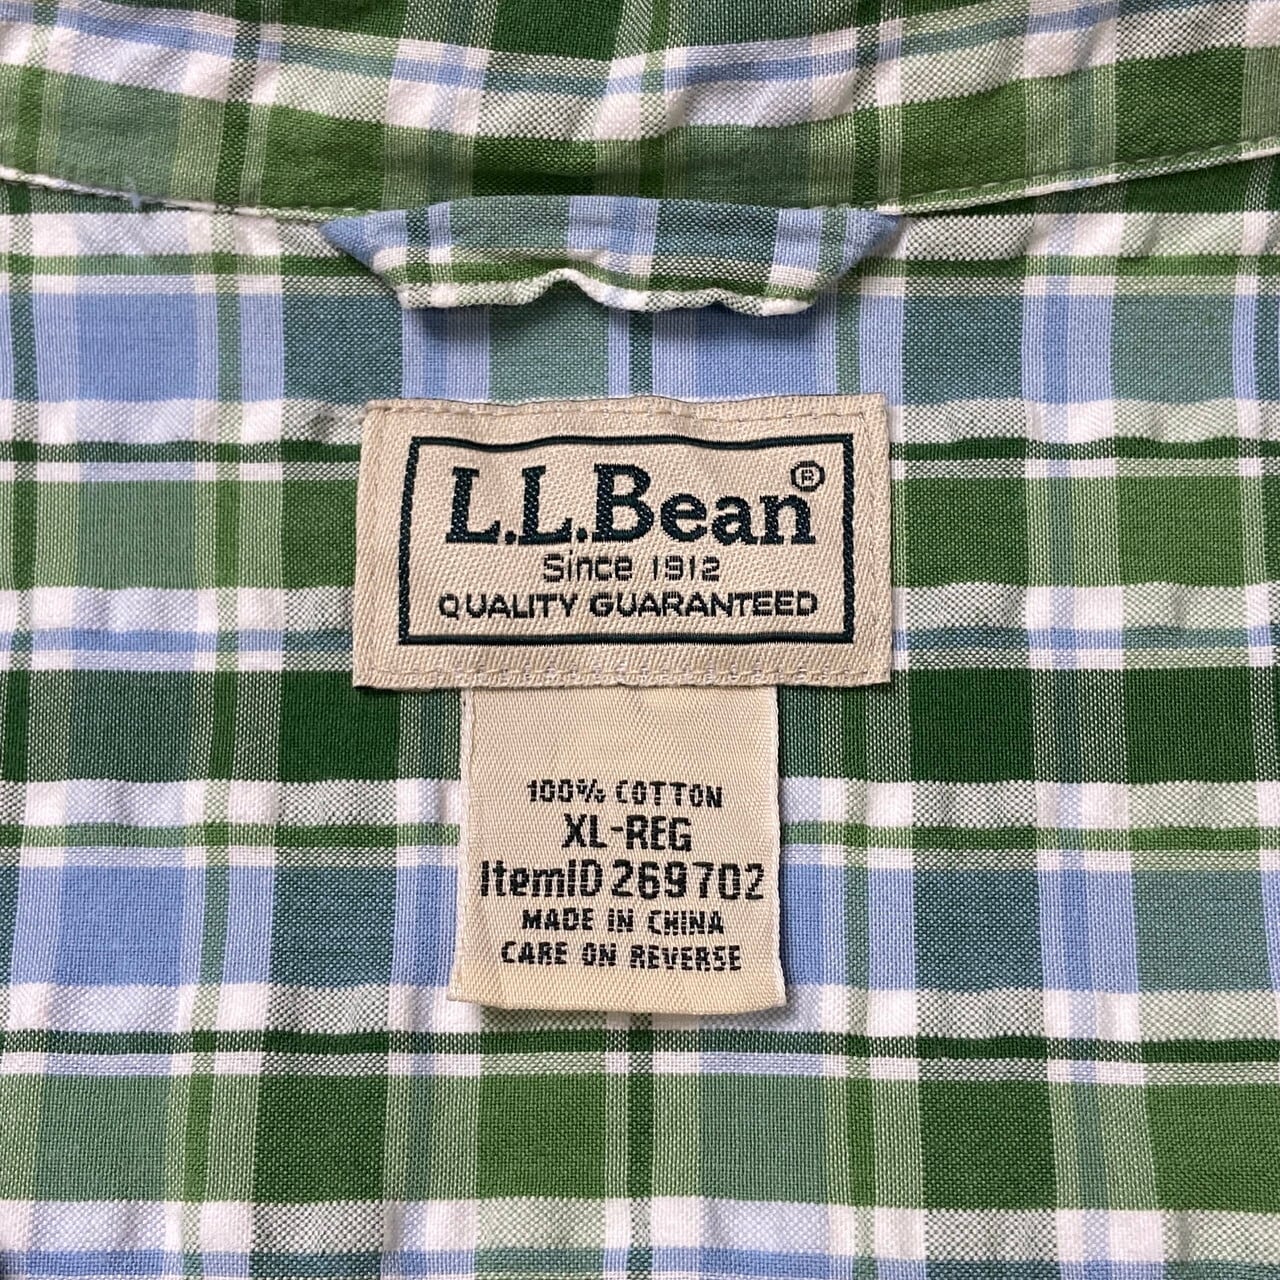 L.L.Bean®
Since 1912
QUALITY GUARANTEED
100% COTTON
XL-REG
ItemID 269702
MADE IN CHINA
CARE ON REVERSE